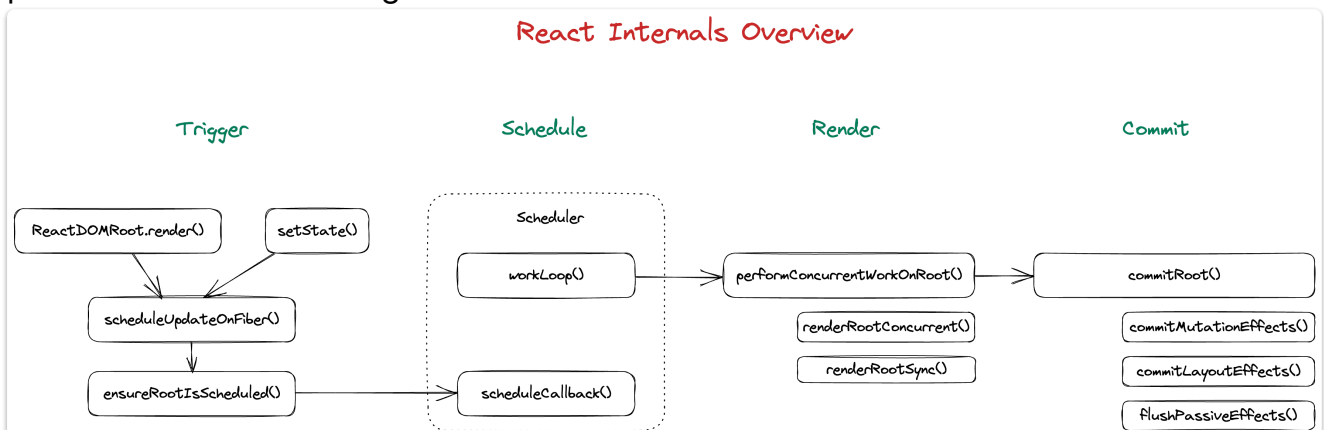 React Internals Overview
Trigger
Schedule
Render
Commit
ReactDOMRoot.render()
setState()
scheduleUpdateOnFiber()
ensureRootIsScheduled()
Scheduler
workLoop()
scheduleCallback()
performConcurrentWorkOnRoot()
renderRootConcurrent()
renderRootSync()
commitRoot()
commitMutationEffects()
commitLayoutEffects()
flushPassiveEffects()